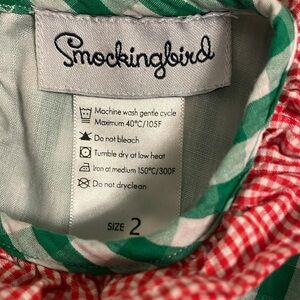 Smockingbird
Machine wash gentle cycle
Maximum 40°C/105F
Do not bleach
Tumble dry at low heat
Iron at medium 150°C/300F
Do not dryclean
SIZE 2